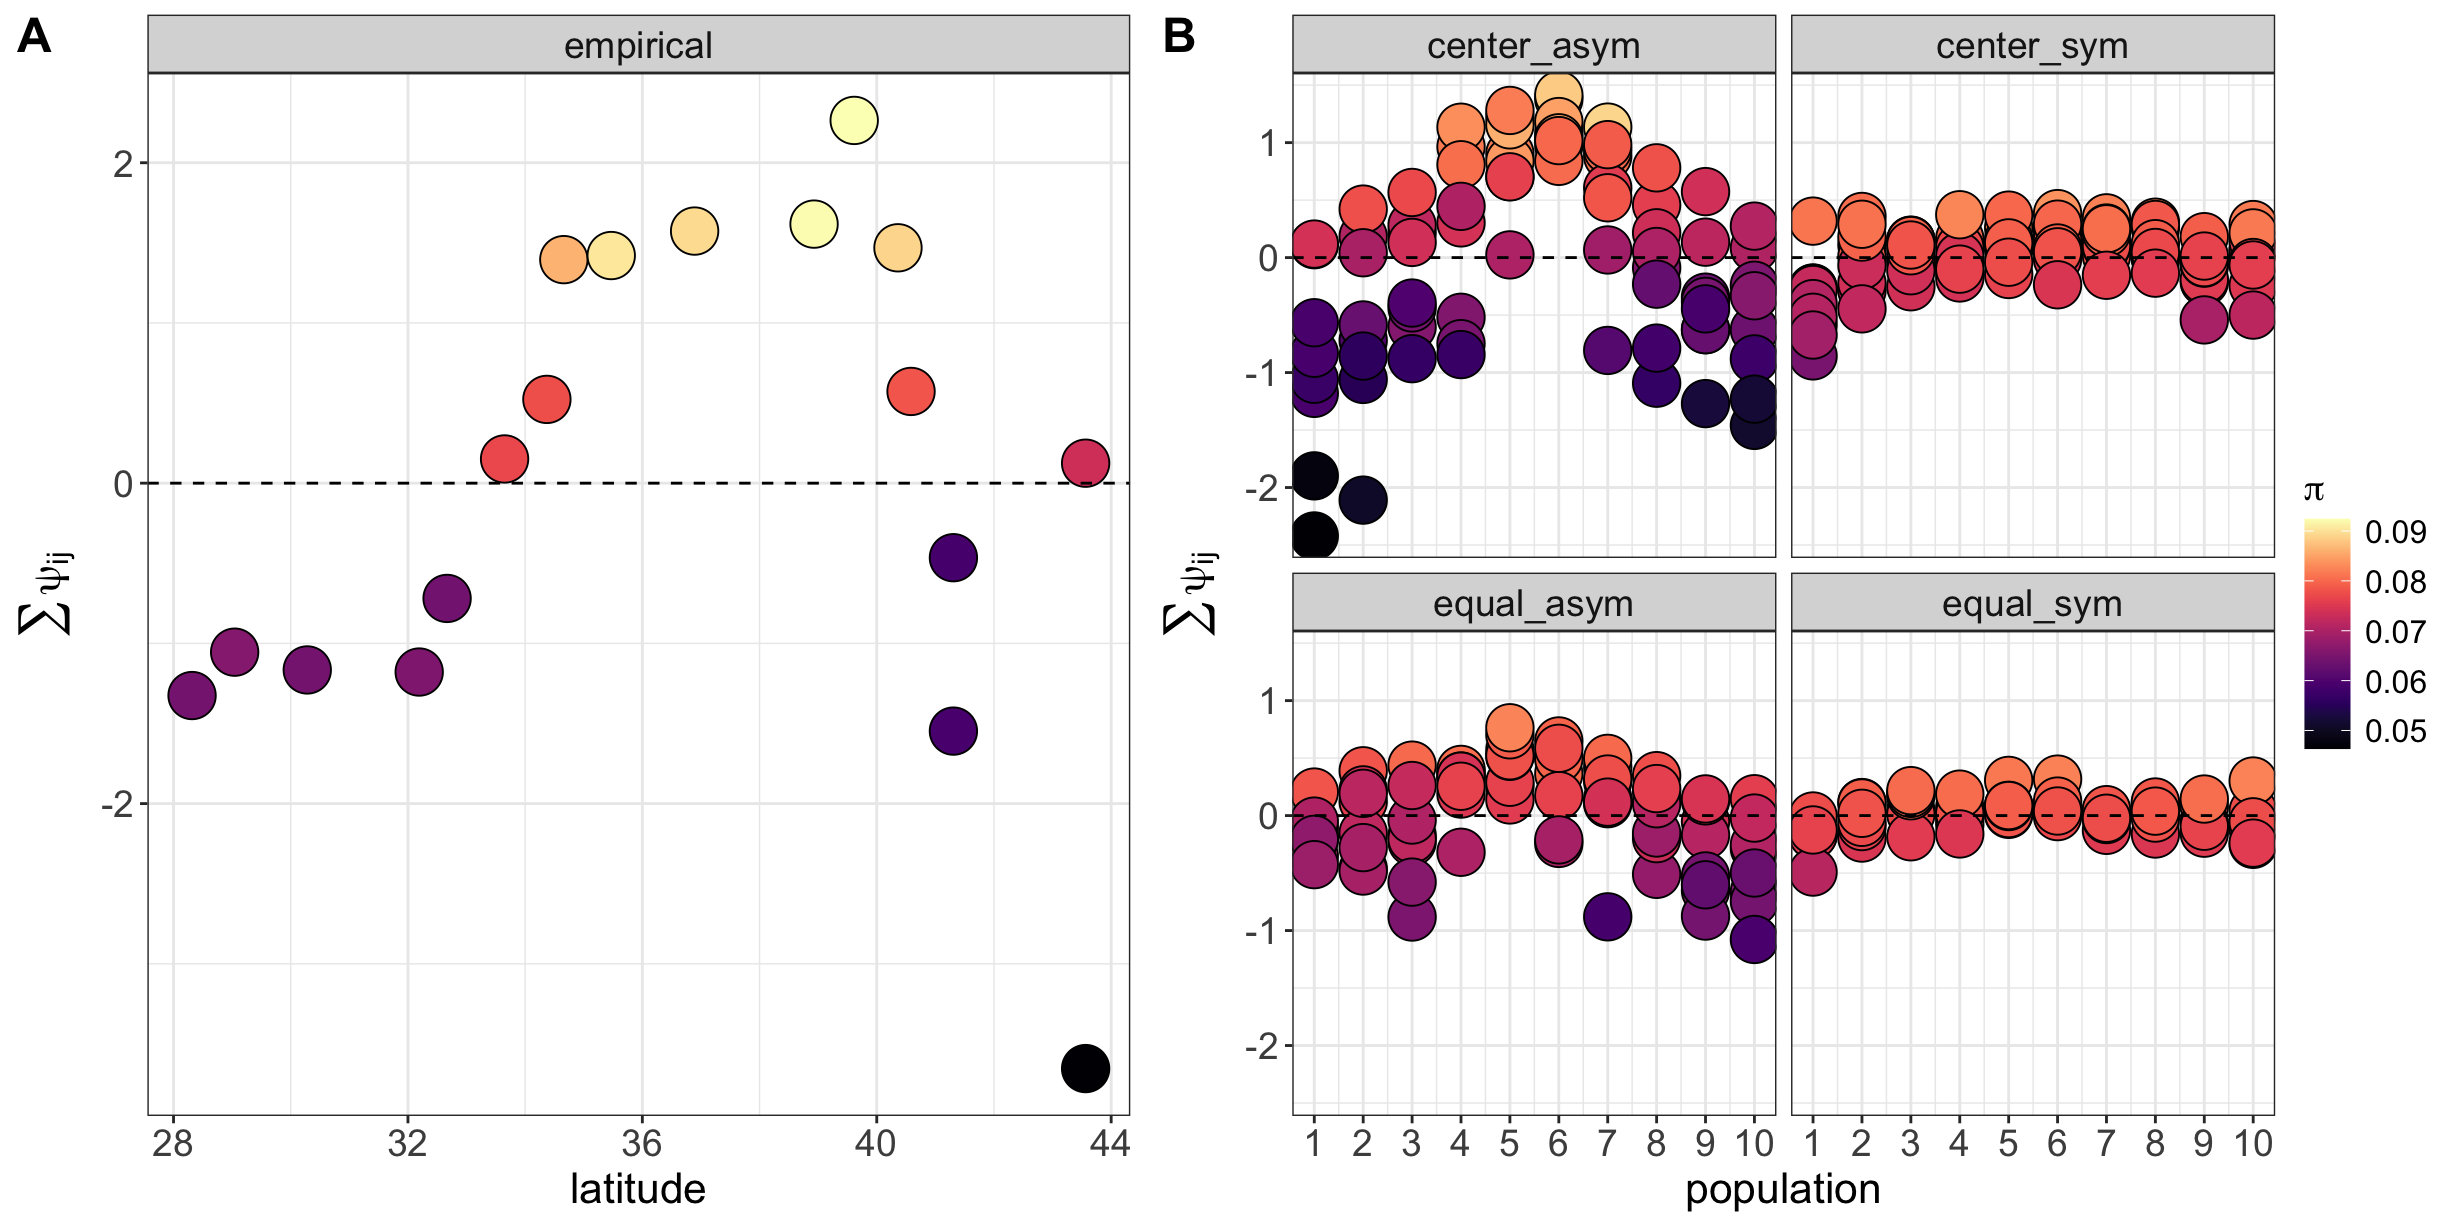 A
empirical
2
0
-2
∑ ψij
28 32 36 40 44
latitude
B
center_asym
center_sym
1
0
-1
-2
equal_asym
equal_sym
1
0
-1
-2
∑ ψij
1 2 3 4 5 6 7 8 9 10
1 2 3 4 5 6 7 8 9 10
population
π
0.09
0.08
0.07
0.06
0.05